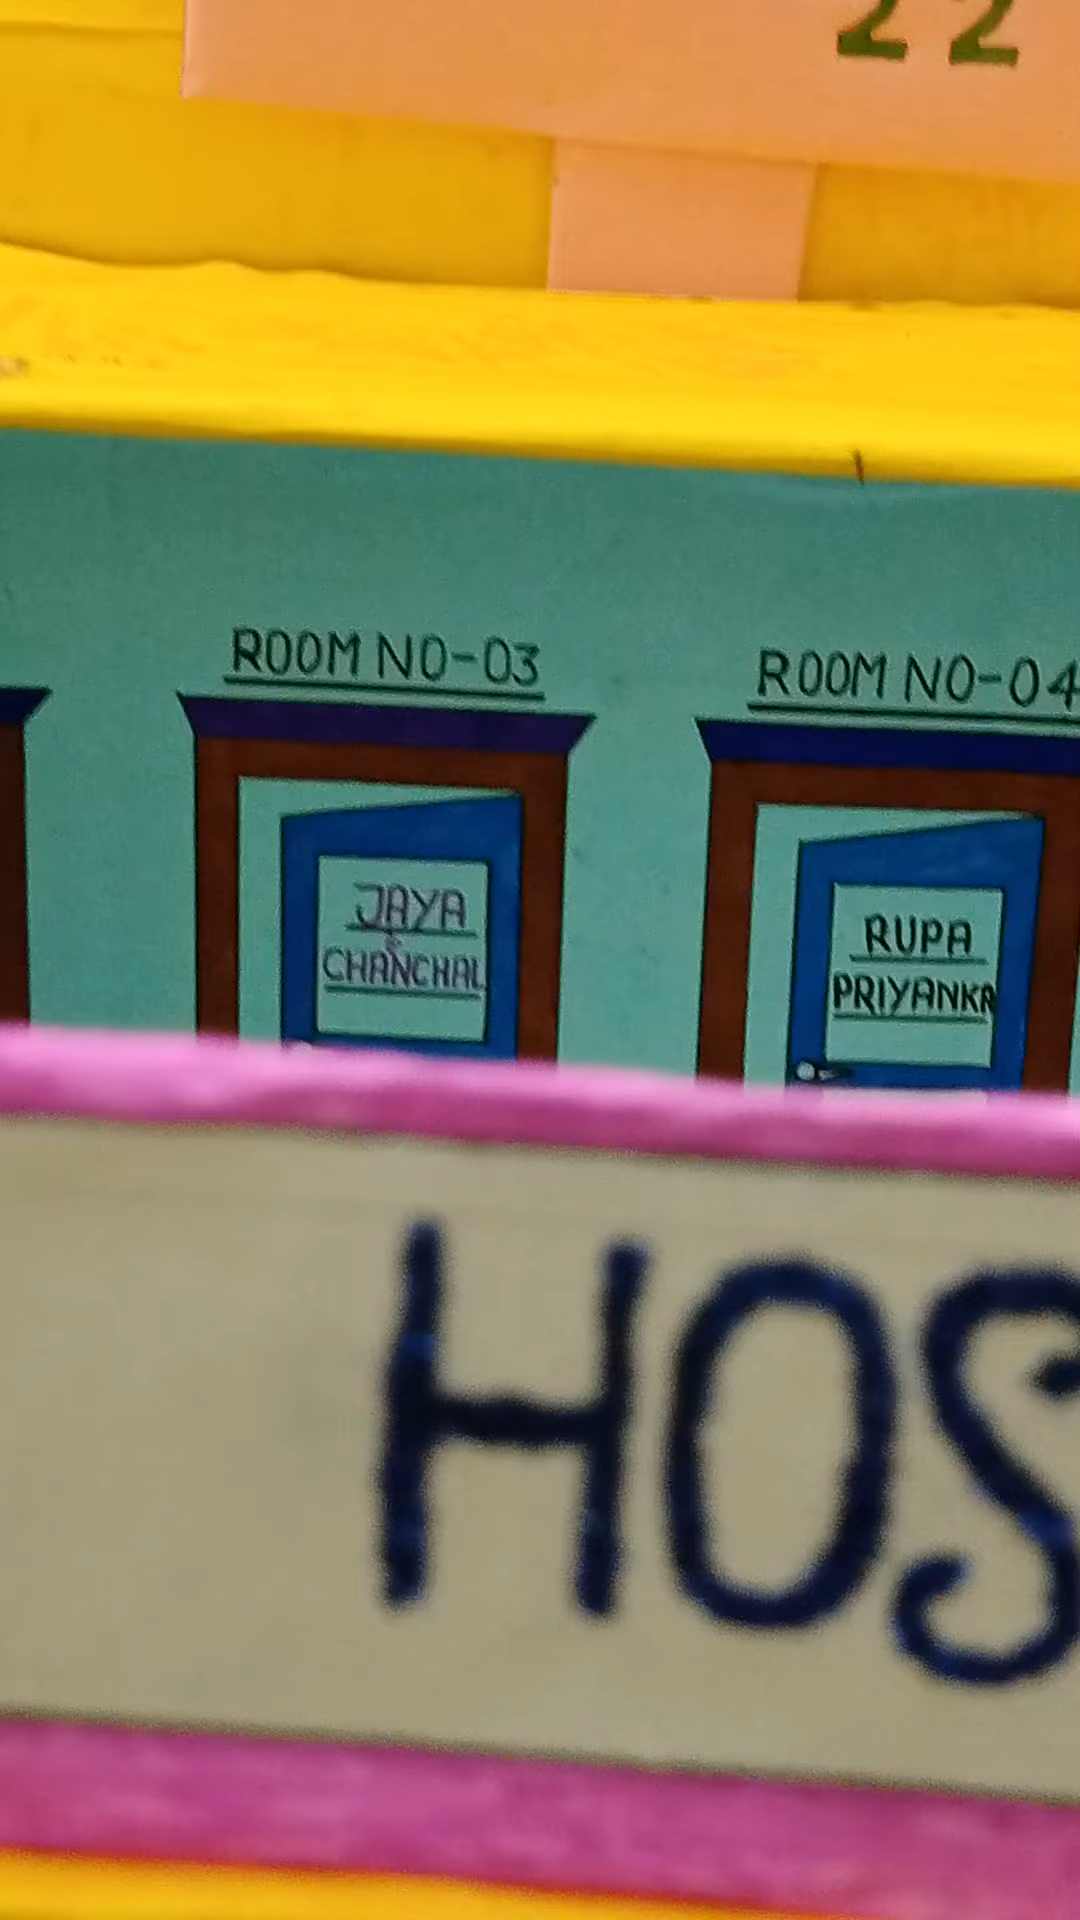 22
ROOM NO-03
ROOM NO-04
JAYA
&
CHANCHAL
RUPA
PRIYANKA
HOS